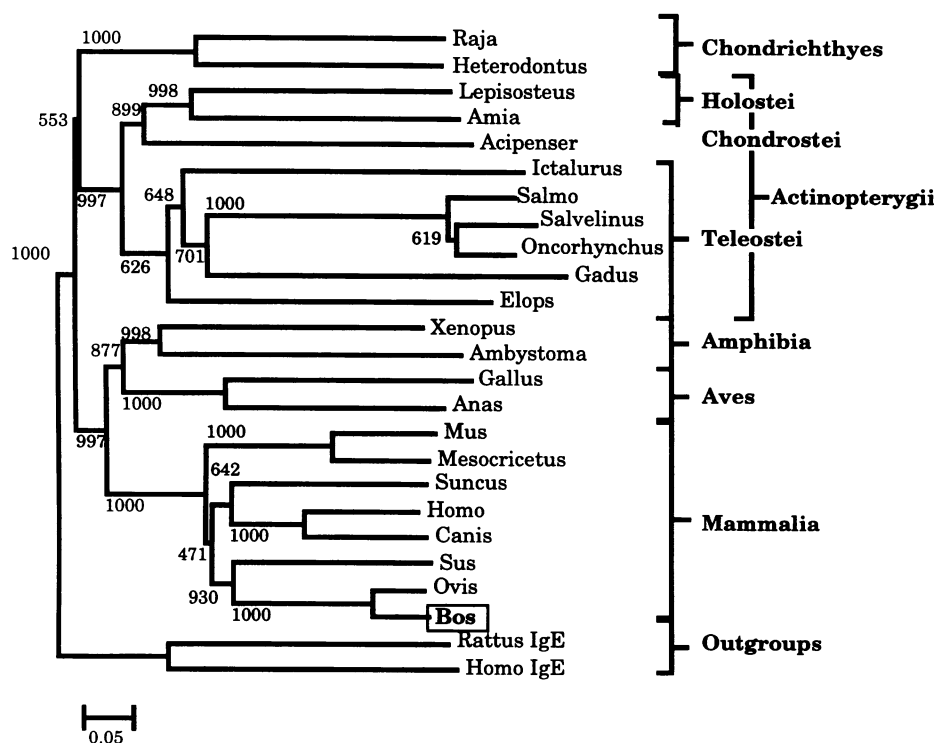 1000
Raja
Heterodontus
Chondrichthyes
998
Lepisosteus
899
Amia
Holostei
553
Acipenser
Chondrostei
Ictalurus
997
648
1000
Salmo
Actinopterygii
Salvelinus
619
Oncorhynchus
Teleostei
1000
626
701
Gadus
Elops
Xenopus
998
877
Ambystoma
Amphibia
Gallus
1000
Anas
Aves
997
1000
Mus
Mesocricetus
642
Suncus
1000
Homo
1000
Canis
Mammalia
471
Sus
930
Ovis
1000
Bos
Rattus IgE
Homo IgE
Outgroups
0.05